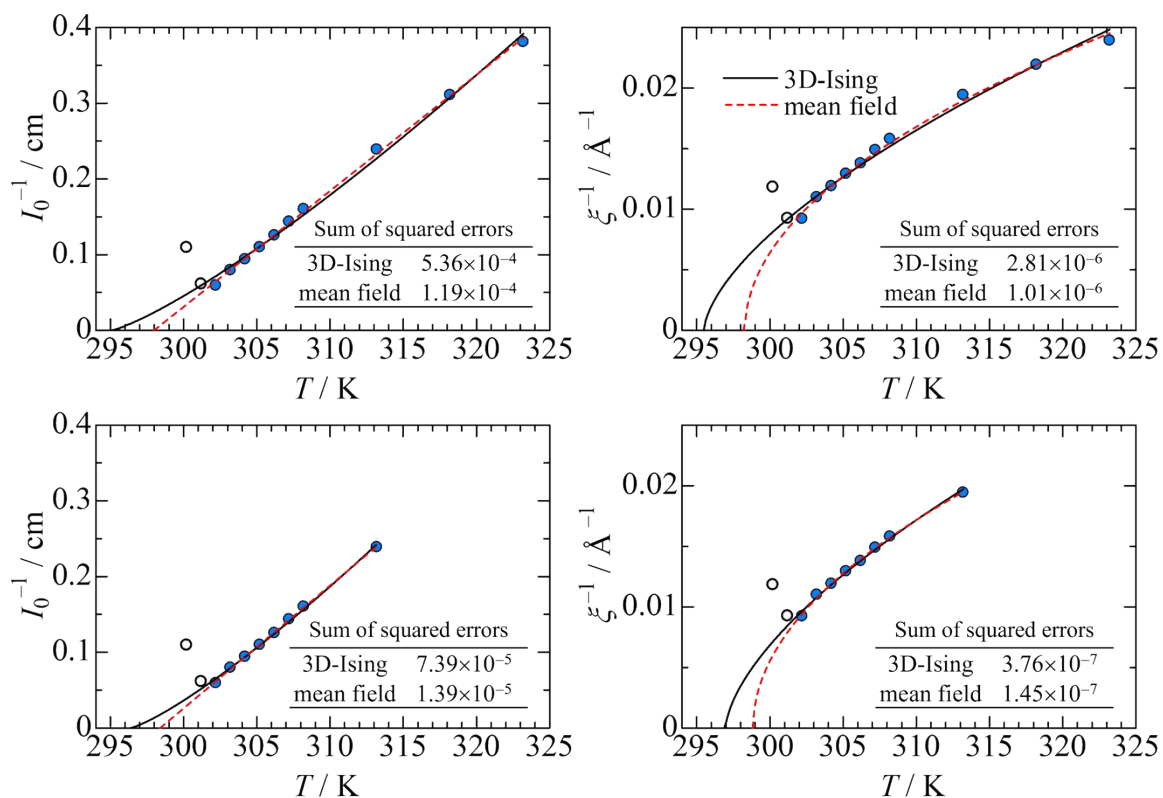 0.4
0.3
0.2
0.1
0
I₀⁻¹ / cm
Sum of squared errors
3D-Ising 5.36×10⁻⁴
mean field 1.19×10⁻⁴
295 300 305 310 315 320 325
T / K
0.02
0.01
0
ξ⁻¹ / Å⁻¹
3D-Ising
mean field
Sum of squared errors
3D-Ising 2.81×10⁻⁶
mean field 1.01×10⁻⁶
295 300 305 310 315 320 325
T / K
0.4
0.3
0.2
0.1
0
I₀⁻¹ / cm
Sum of squared errors
3D-Ising 7.39×10⁻⁵
mean field 1.39×10⁻⁵
295 300 305 310 315 320 325
T / K
0.02
0.01
0
ξ⁻¹ / Å⁻¹
Sum of squared errors
3D-Ising 3.76×10⁻⁷
mean field 1.45×10⁻⁷
295 300 305 310 315 320 325
T / K